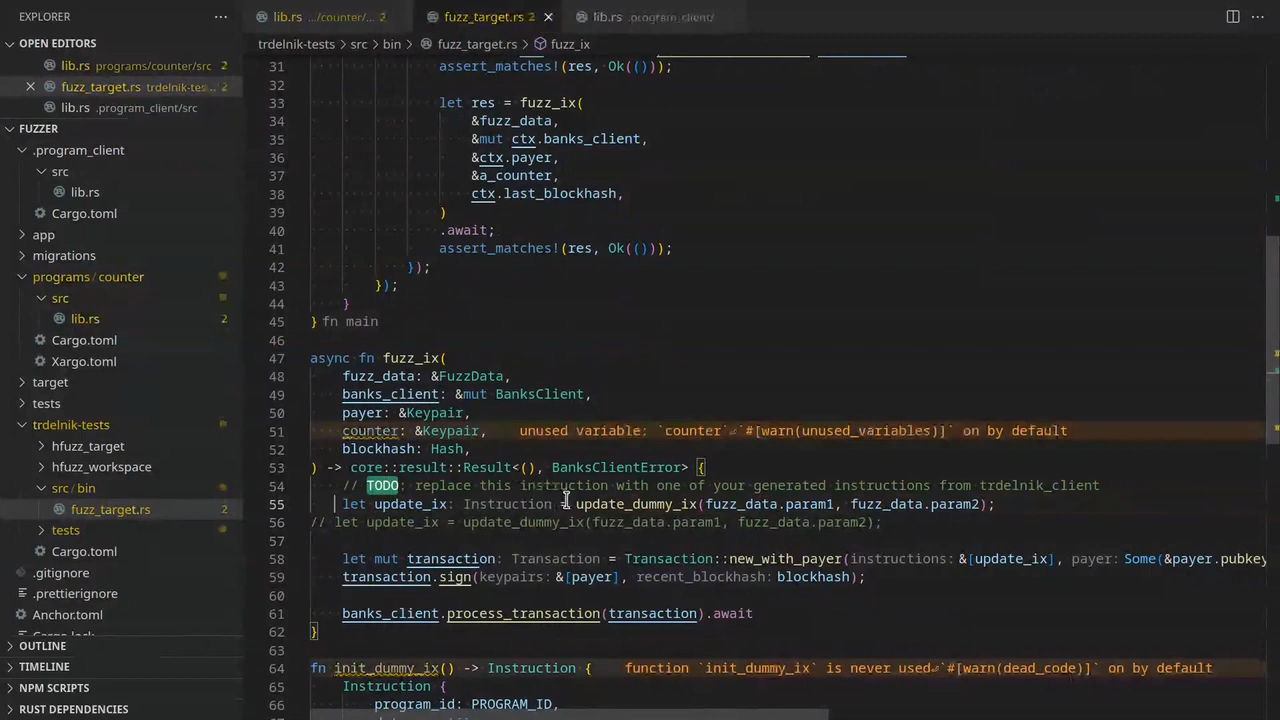 EXPLORER
OPEN EDITORS
lib.rs programs/counter/src 2
fuzz_target.rs trdelnik-tes... 2
lib.rs .program_client/src
FUZZER
.program_client
src
lib.rs
Cargo.toml
app
migrations
programs / counter
src
lib.rs 2
Cargo.toml
Xargo.toml
target
tests
trdelnik-tests
hfuzz_target
hfuzz_workspace
src / bin
fuzz_target.rs 2
tests
Cargo.toml
.gitignore
.prettierignore
Anchor.toml
Cargo.lock
OUTLINE
TIMELINE
NPM SCRIPTS
RUST DEPENDENCIES
lib.rs .../counter/... 2
fuzz_target.rs 2
lib.rs .program_client/
trdelnik-tests > src > bin > fuzz_target.rs > fuzz_ix
31 assert_matches!(res, Ok(()));
32
33 let res = fuzz_ix(
34 &fuzz_data,
35 &mut ctx.banks_client,
36 &ctx.payer,
37 &a_counter,
38 ctx.last_blockhash,
39 )
40 .await;
41 assert_matches!(res, Ok(()));
42 });
43 });
44 }
45 } fn main
46
47 async fn fuzz_ix(
48 fuzz_data: &FuzzData,
49 banks_client: &mut BanksClient,
50 payer: &Keypair,
51 counter: &Keypair, unused variable: `counter` `#[warn(unused_variables)]` on by default
52 blockhash: Hash,
53 ) -> core::result::Result<(), BanksClientError> {
54 // TODO: replace this instruction with one of your generated instructions from trdelnik_client
55 let update_ix: Instruction = update_dummy_ix(fuzz_data.param1, fuzz_data.param2);
56 // let update_ix = update_dummy_ix(fuzz_data.param1, fuzz_data.param2);
57
58 let mut transaction: Transaction = Transaction::new_with_payer(instructions: &[update_ix], payer: Some(&payer.pubkey
59 transaction.sign(keypairs: &[payer], recent_blockhash: blockhash);
60
61 banks_client.process_transaction(transaction).await
62 }
63
64 fn init_dummy_ix() -> Instruction { function `init_dummy_ix` is never used `#[warn(dead_code)]` on by default
65 Instruction {
66 program_id: PROGRAM_ID,